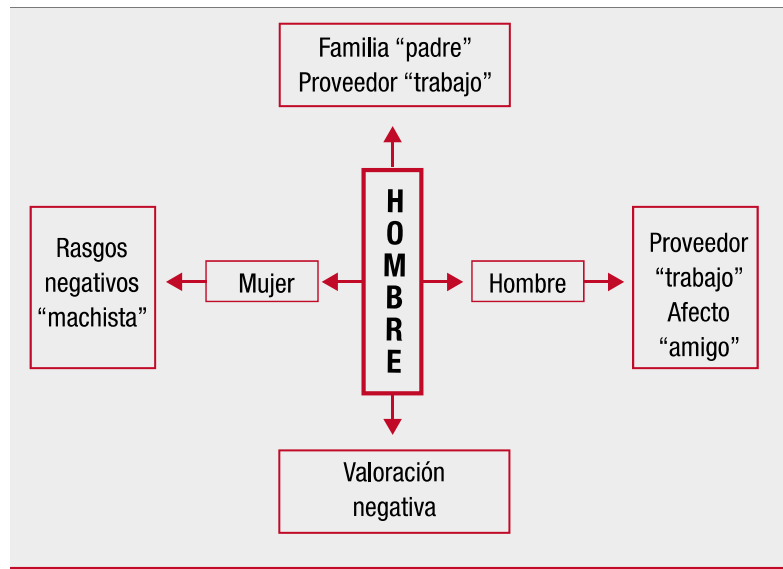 Familia “padre”
Proveedor “trabajo”
Rasgos
negativos
“machista”
Mujer
H
O
M
B
R
E
Hombre
Proveedor
“trabajo”
Afecto
“amigo”
Valoración
negativa